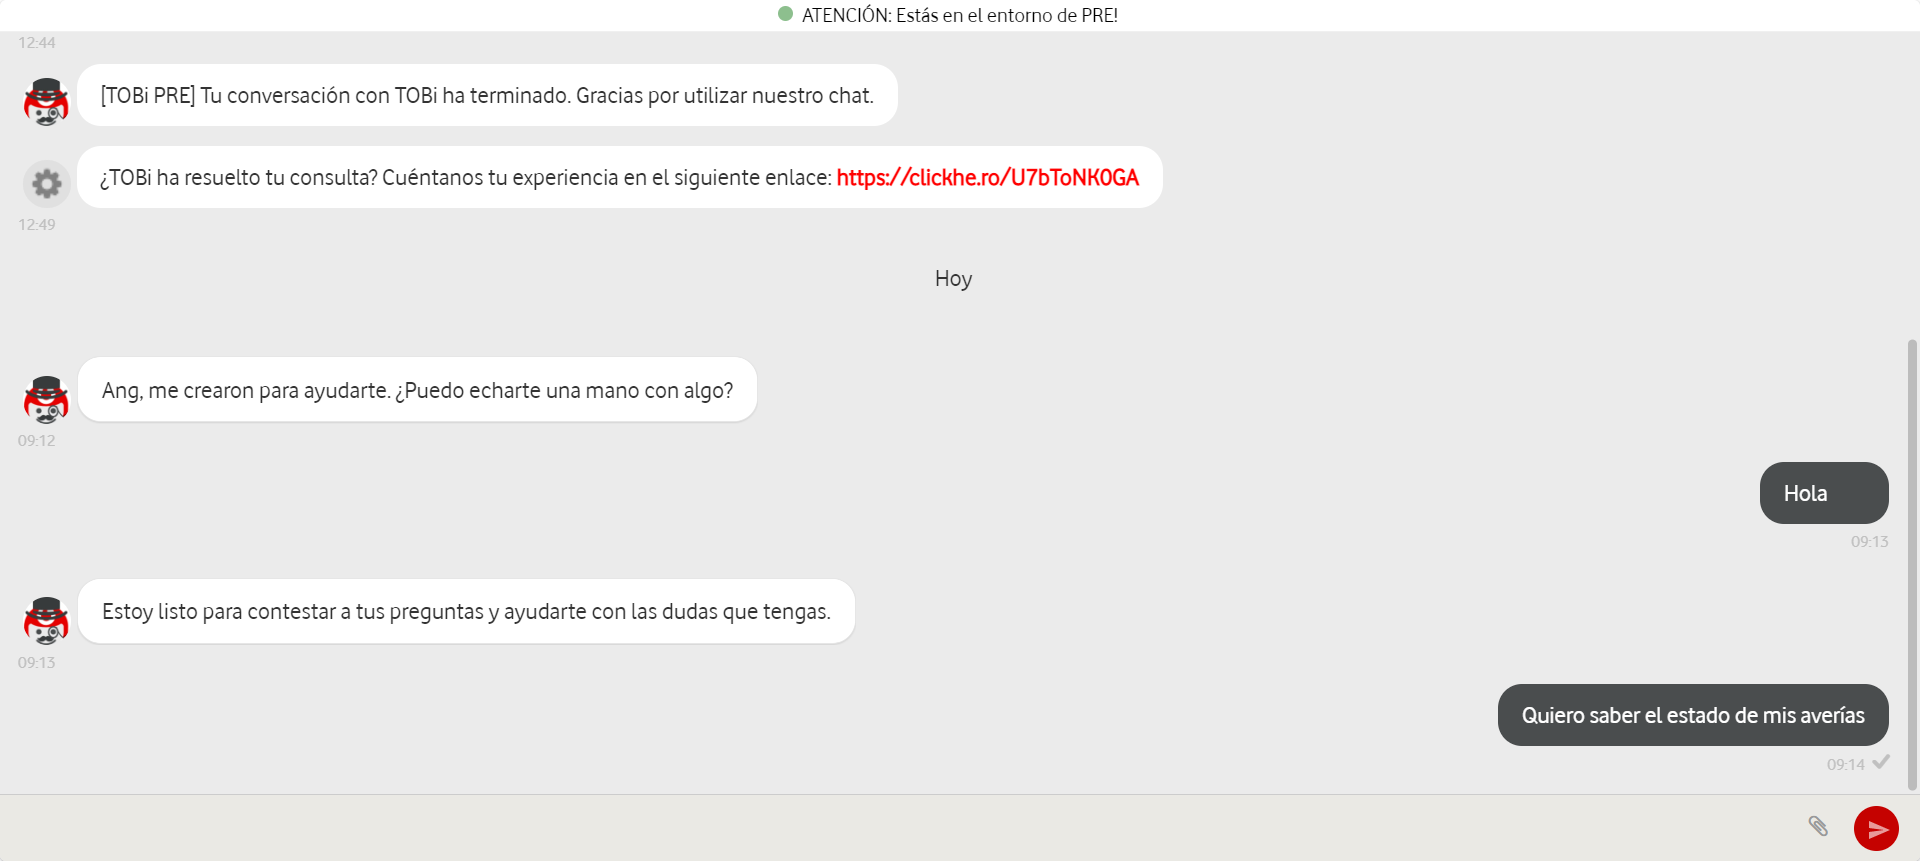 ATENCIÓN: Estás en el entorno de PRE!
12:44
[TOBi PRE] Tu conversación con TOBi ha terminado. Gracias por utilizar nuestro chat.
¿TOBi ha resuelto tu consulta? Cuéntanos tu experiencia en el siguiente enlace: https://clickhe.ro/U7bToNK0GA
12:49
Hoy
Ang, me crearon para ayudarte. ¿Puedo echarte una mano con algo?
09:12
Hola
09:13
Estoy listo para contestar a tus preguntas y ayudarte con las dudas que tengas.
09:13
Quiero saber el estado de mis averías
09:14